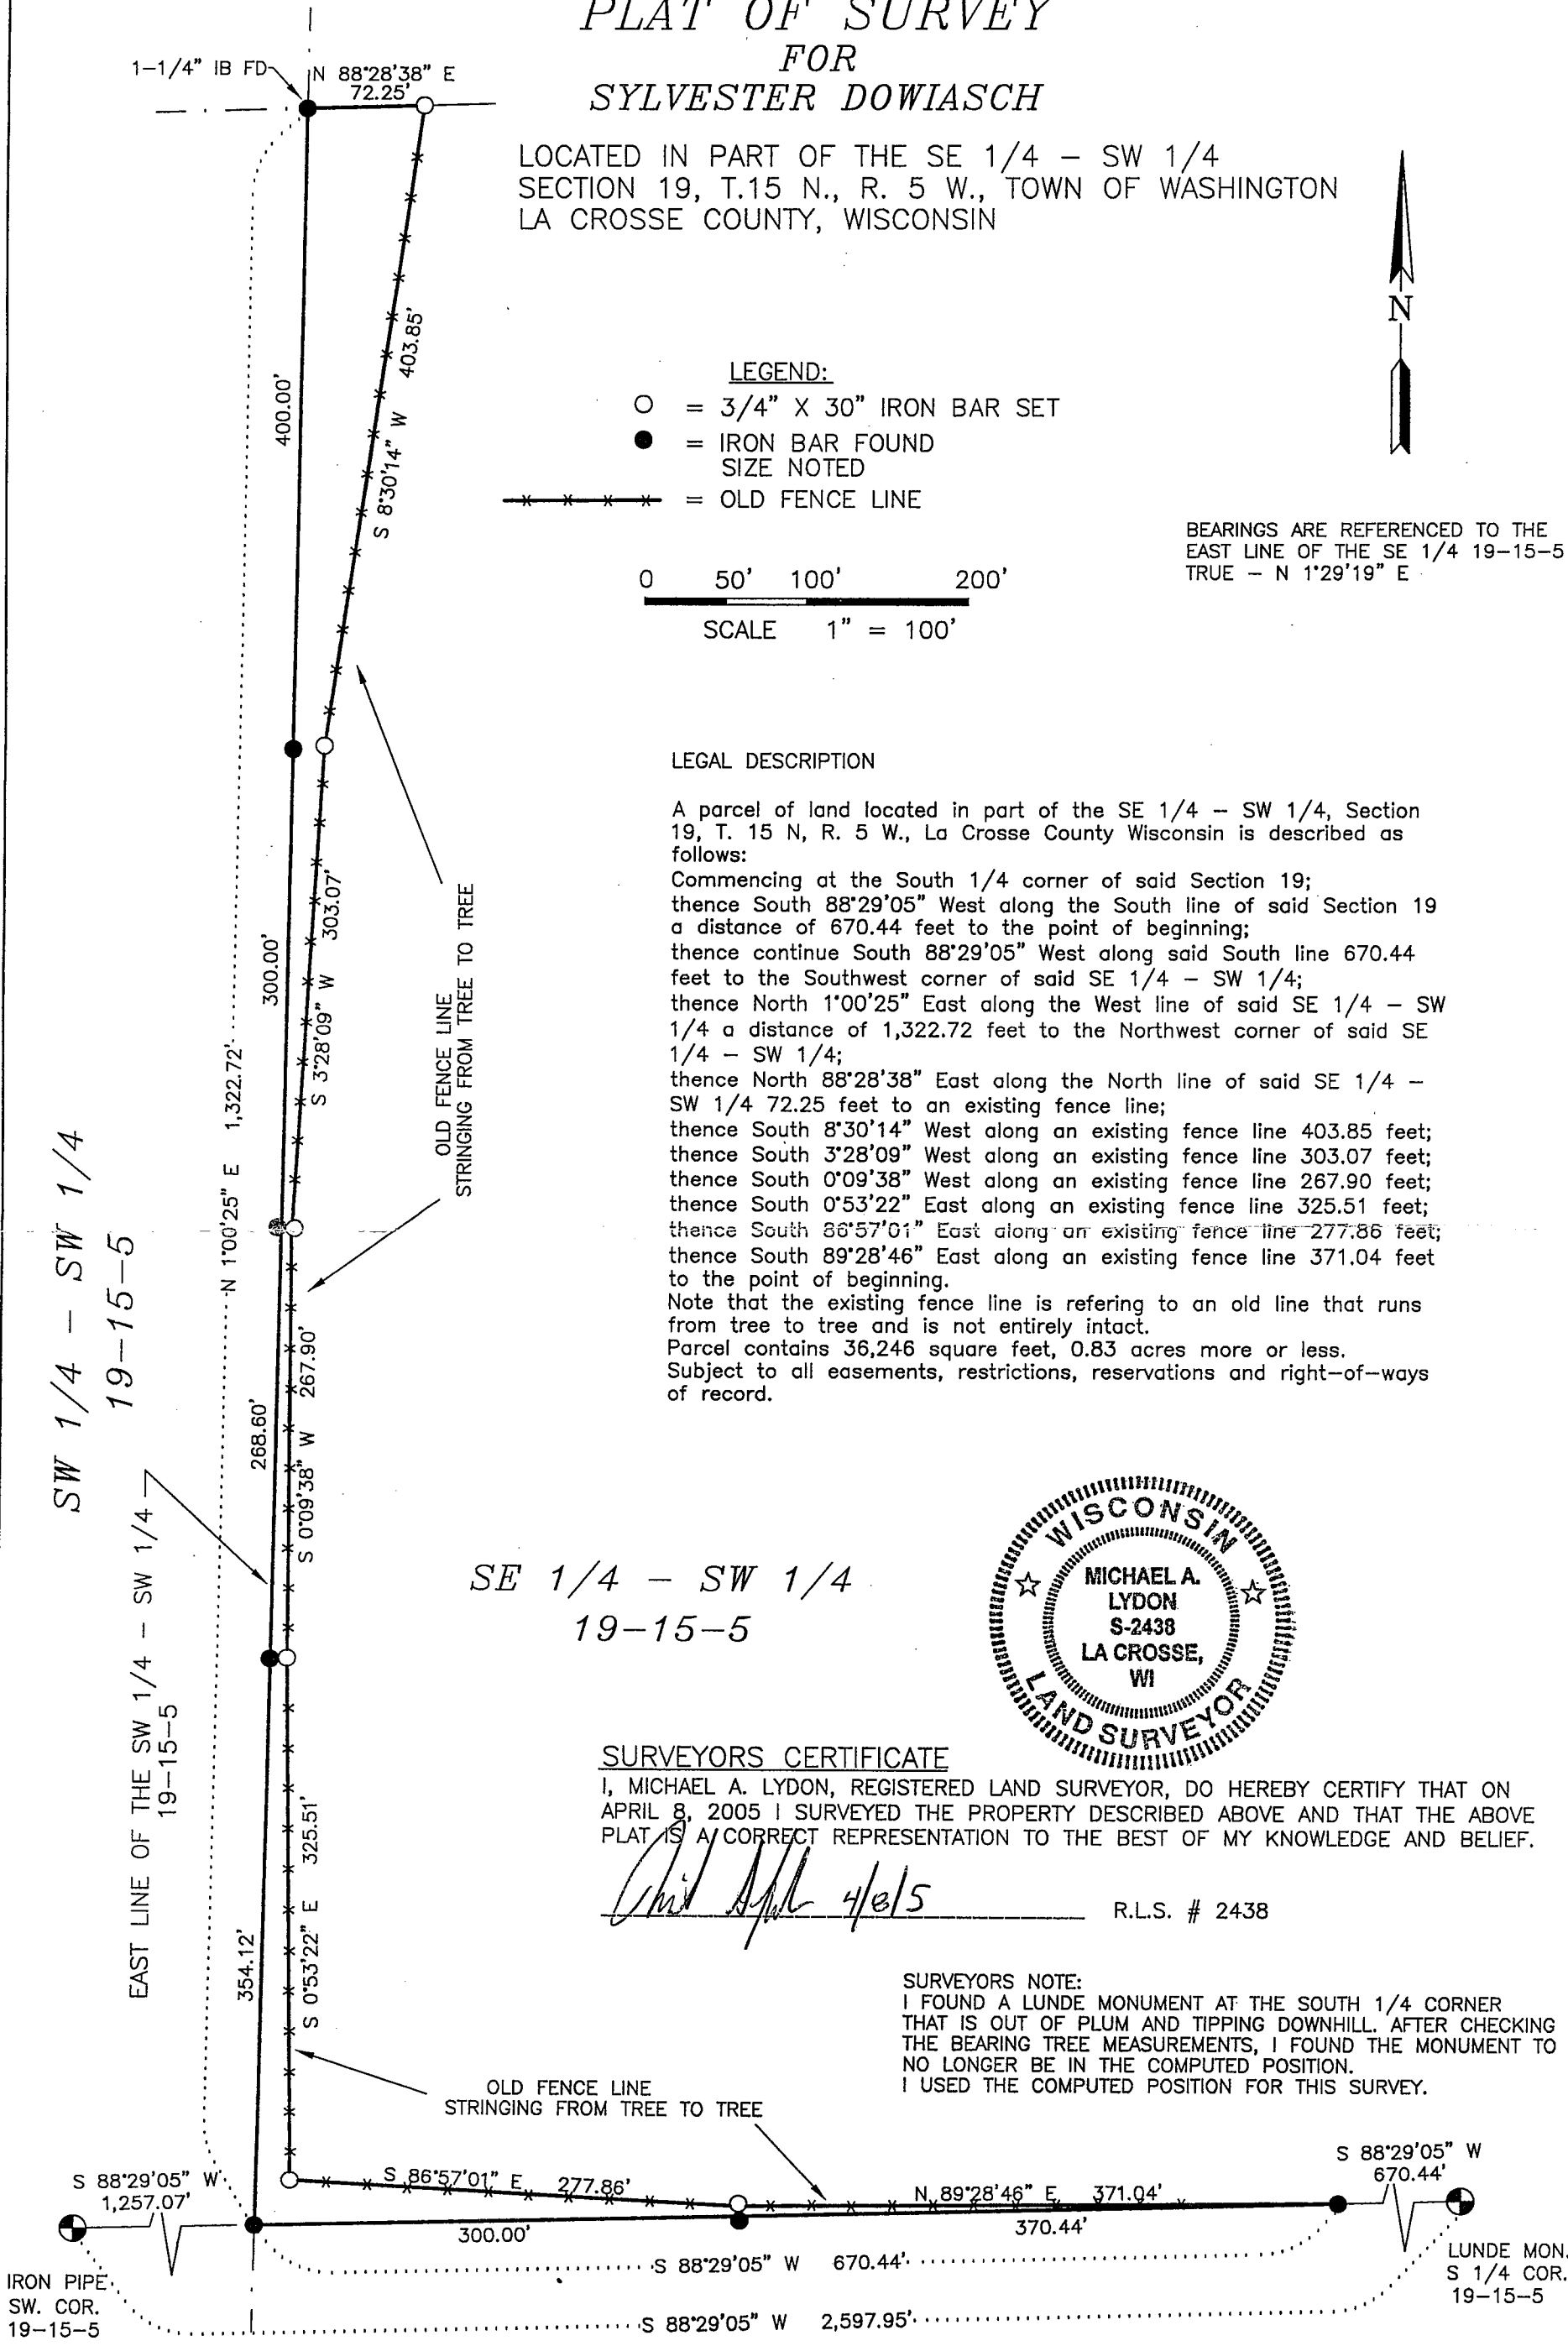 PLAT OF SURVEY
FOR
SYLVESTER DOWIASCH
LOCATED IN PART OF THE SE 1/4 – SW 1/4
SECTION 19, T.15 N., R. 5 W., TOWN OF WASHINGTON
LA CROSSE COUNTY, WISCONSIN
1-1/4" IB FD
N 88°28'38" E
72.25'
N
LEGEND:
= 3/4" X 30" IRON BAR SET
= IRON BAR FOUND
SIZE NOTED
= OLD FENCE LINE
BEARINGS ARE REFERENCED TO THE
EAST LINE OF THE SE 1/4 19-15-5
TRUE – N 1°29'19" E
0 50' 100' 200'
SCALE 1" = 100'
400.00'
S 8°30'14" W 403.85'
300.00'
S 3°28'09" W 303.07'
OLD FENCE LINE
STRINGING FROM TREE TO TREE
N 1°00'25" E 1,322.72'
SW 1/4 – SW 1/4
19-15-5
268.60'
S 0°09'38" W 267.90'
EAST LINE OF THE SW 1/4 – SW 1/4
19-15-5
354.12'
S 0°53'22" E 325.51'
LEGAL DESCRIPTION
A parcel of land located in part of the SE 1/4 – SW 1/4, Section
19, T. 15 N, R. 5 W., La Crosse County Wisconsin is described as
follows:
Commencing at the South 1/4 corner of said Section 19;
thence South 88°29'05" West along the South line of said Section 19
a distance of 670.44 feet to the point of beginning;
thence continue South 88°29'05" West along said South line 670.44
feet to the Southwest corner of said SE 1/4 – SW 1/4;
thence North 1°00'25" East along the West line of said SE 1/4 – SW
1/4 a distance of 1,322.72 feet to the Northwest corner of said SE
1/4 – SW 1/4;
thence North 88°28'38" East along the North line of said SE 1/4 –
SW 1/4 72.25 feet to an existing fence line;
thence South 8°30'14" West along an existing fence line 403.85 feet;
thence South 3°28'09" West along an existing fence line 303.07 feet;
thence South 0°09'38" West along an existing fence line 267.90 feet;
thence South 0°53'22" East along an existing fence line 325.51 feet;
thence South 86°57'01" East along an existing fence line 277.86 feet;
thence South 89°28'46" East along an existing fence line 371.04 feet
to the point of beginning.
Note that the existing fence line is refering to an old line that runs
from tree to tree and is not entirely intact.
Parcel contains 36,246 square feet, 0.83 acres more or less.
Subject to all easements, restrictions, reservations and right-of-ways
of record.
SE 1/4 – SW 1/4
19-15-5
WISCONSIN
MICHAEL A.
LYDON
S-2438
LA CROSSE,
WI
LAND SURVEYOR
SURVEYORS CERTIFICATE
I, MICHAEL A. LYDON, REGISTERED LAND SURVEYOR, DO HEREBY CERTIFY THAT ON
APRIL 8, 2005 I SURVEYED THE PROPERTY DESCRIBED ABOVE AND THAT THE ABOVE
PLAT IS A CORRECT REPRESENTATION TO THE BEST OF MY KNOWLEDGE AND BELIEF.
4/8/5
R.L.S. # 2438
SURVEYORS NOTE:
I FOUND A LUNDE MONUMENT AT THE SOUTH 1/4 CORNER
THAT IS OUT OF PLUM AND TIPPING DOWNHILL. AFTER CHECKING
THE BEARING TREE MEASUREMENTS, I FOUND THE MONUMENT TO
NO LONGER BE IN THE COMPUTED POSITION.
I USED THE COMPUTED POSITION FOR THIS SURVEY.
OLD FENCE LINE
STRINGING FROM TREE TO TREE
S 88°29'05" W
1,257.07'
S 86°57'01" E 277.86'
N 89°28'46" E 371.04'
S 88°29'05" W
670.44'
300.00'
370.44'
S 88°29'05" W 670.44'
IRON PIPE
SW. COR.
19-15-5
LUNDE MON.
S 1/4 COR.
19-15-5
S 88°29'05" W 2,597.95'